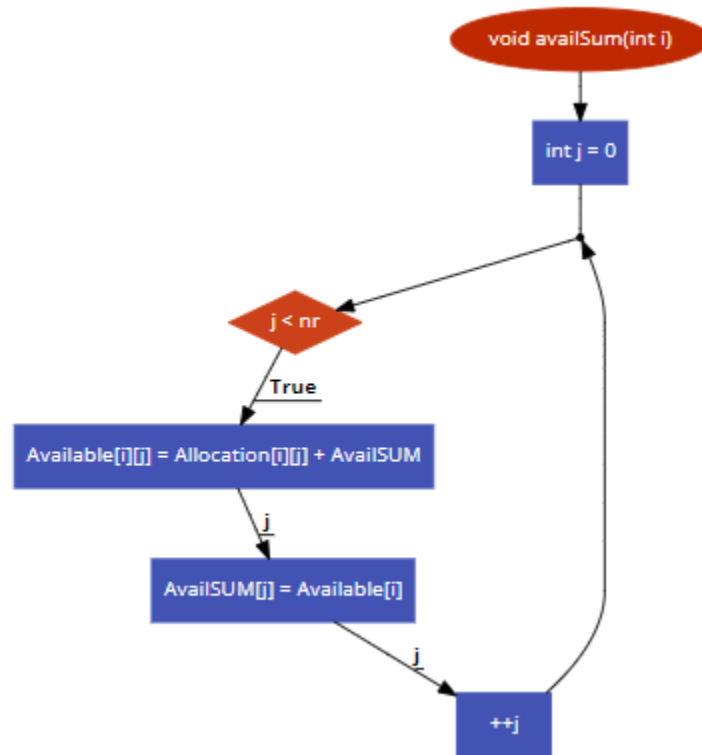 void availSum(int i)
int j = 0
j < nr
True
Available[i][j] = Allocation[i][j] + AvailSUM
j
AvailSUM[j] = Available[i]
j
++j